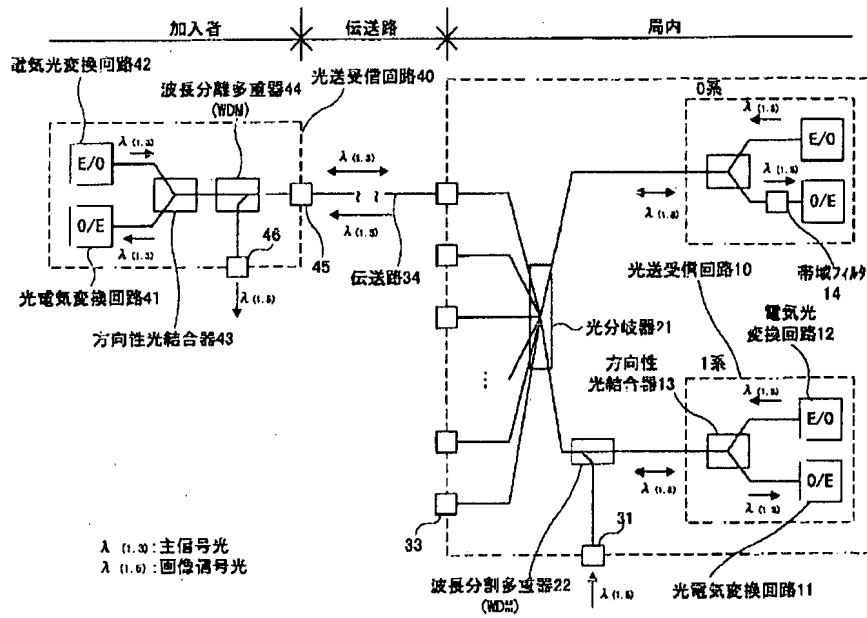 加入者
伝送路
局内
電気光変換回路42
波長分離多重器44
(WDM)
光送受信回路40
0系
λ (1.3)
E/O
O/E
λ (1.3)
46
λ (1.5)
光電気変換回路41
方向性光結合器43
λ (1.3)
λ (1.5)
45
伝送路34
光分岐器21
λ (1.3)
E/O
λ (1.3)
O/E
帯域フィルタ
14
光送受信回路10
電気光
変換回路12
1系
方向性
光結合器13
λ (1.3)
E/O
O/E
λ (1.3)
33
31
λ (1.5)
波長分割多重器22
(WDM)
光電気変換回路11
λ (1.3):主信号光
λ (1.5):画像信号光